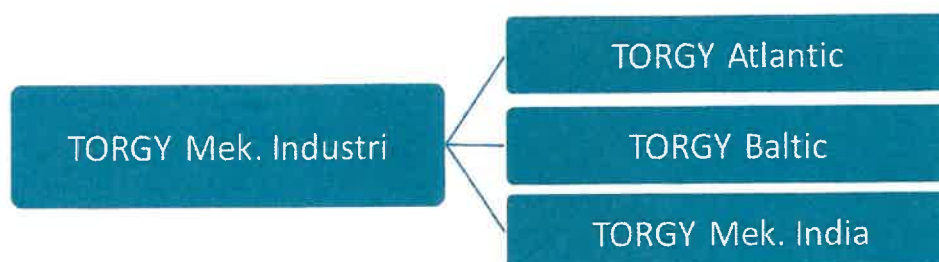 TORGY Mek. Industri
TORGY Atlantic
TORGY Baltic
TORGY Mek. India